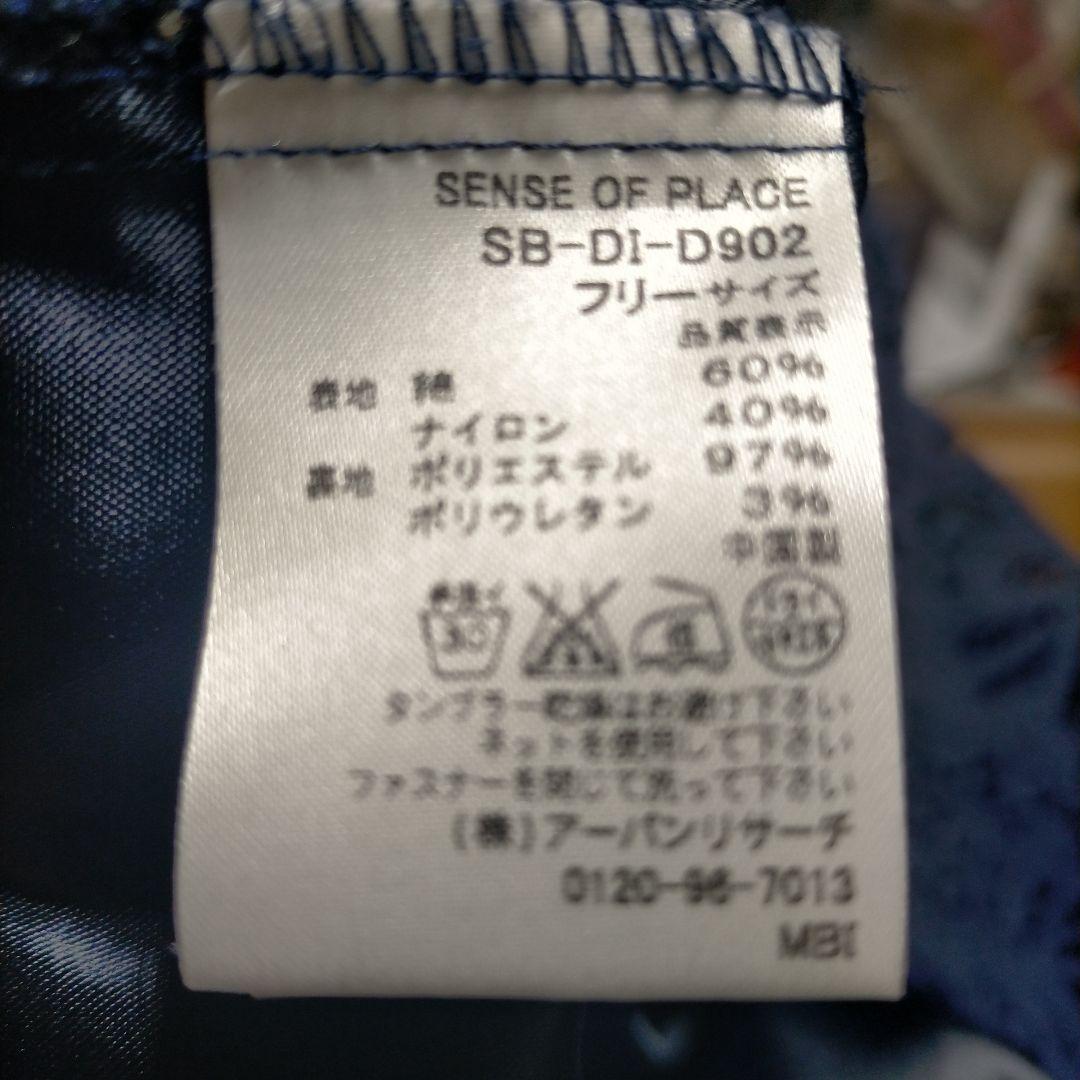 SENSE OF PLACE
SB-DI-D902
フリーサイズ
品質表示
表地 綿 60%
ナイロン 40%
裏地 ポリエステル 97%
ポリウレタン 3%
中国製
手洗イ
30
低
タンブラー乾燥はお避け下さい
ネットを使用して下さい
ファスナーを閉じて洗って下さい
(株)アーバンリサーチ
0120-96-7013
MBI